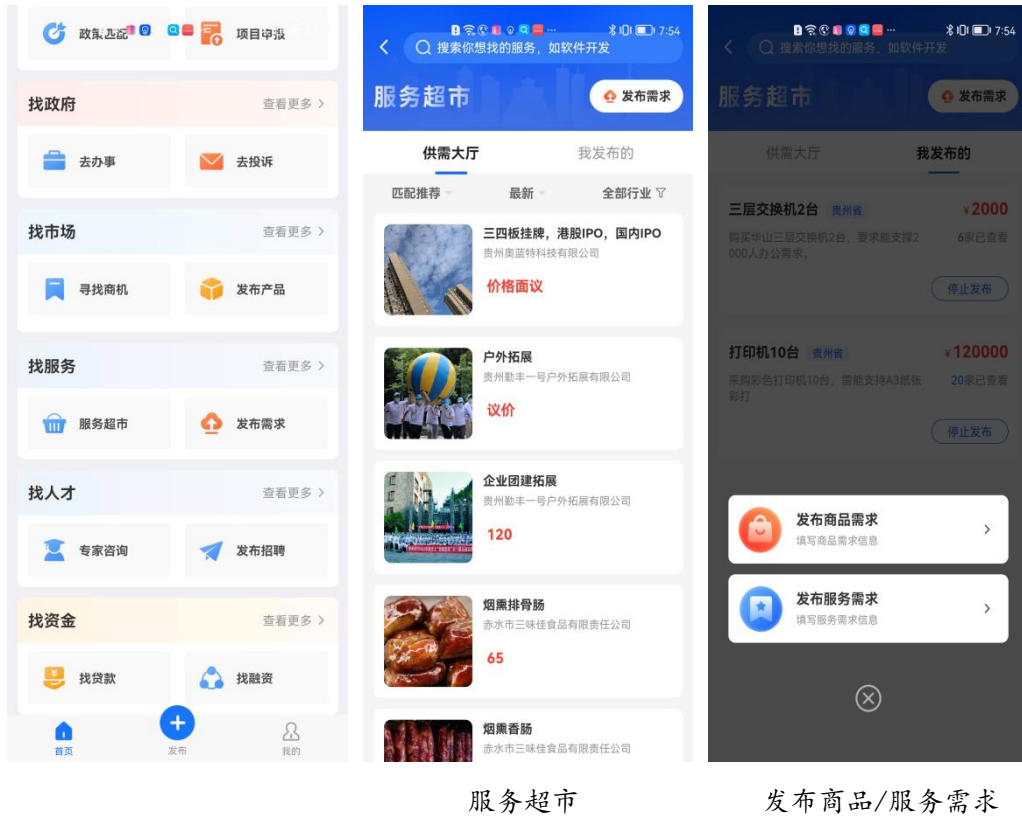 政策匹配
项目申报
找政府
查看更多 >
去办事
去投诉
找市场
查看更多 >
寻找商机
发布产品
找服务
查看更多 >
服务超市
发布需求
找人才
查看更多 >
专家咨询
发布招聘
找资金
查看更多 >
找贷款
找融资
首页
发布
我的
7:54
搜索你想找的服务，如软件开发
服务超市
发布需求
供需大厅
我发布的
匹配推荐
最新
全部行业
三四板挂牌，港股IPO，国内IPO
贵州奥蓝特科技有限公司
价格面议
户外拓展
贵州勤丰一号户外拓展有限公司
议价
企业团建拓展
贵州勤丰一号户外拓展有限公司
120
烟熏排骨肠
赤水市三味佳食品有限责任公司
65
烟熏香肠
赤水市三味佳食品有限责任公司
7:54
搜索你想找的服务，如软件开发
服务超市
发布需求
供需大厅
我发布的
三层交换机2台 贵州省 ¥2000
购买华山三层交换机2台，要求能支撑2 6家已查看
000人办公需求。
停止发布
打印机10台 贵州省 ¥120000
采购彩色打印机10台，需能支持A3纸张 20家已查看
彩打
停止发布
发布商品需求
填写商品需求信息
发布服务需求
填写服务需求信息
服务超市
发布商品/服务需求